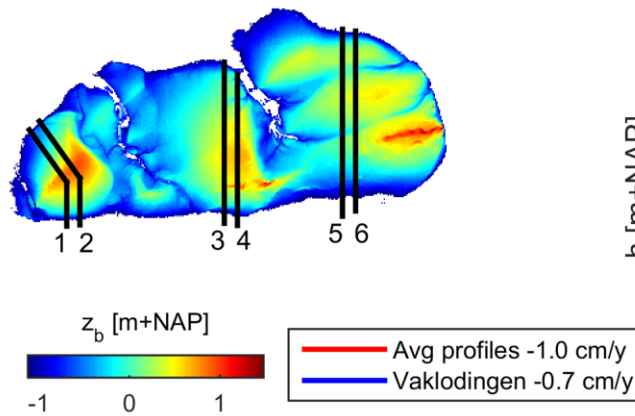 1 2
3 4
5 6
h [m+NAP]
z_b [m+NAP]
-1 0 1
Avg profiles -1.0 cm/y
Vaklodingen -0.7 cm/y